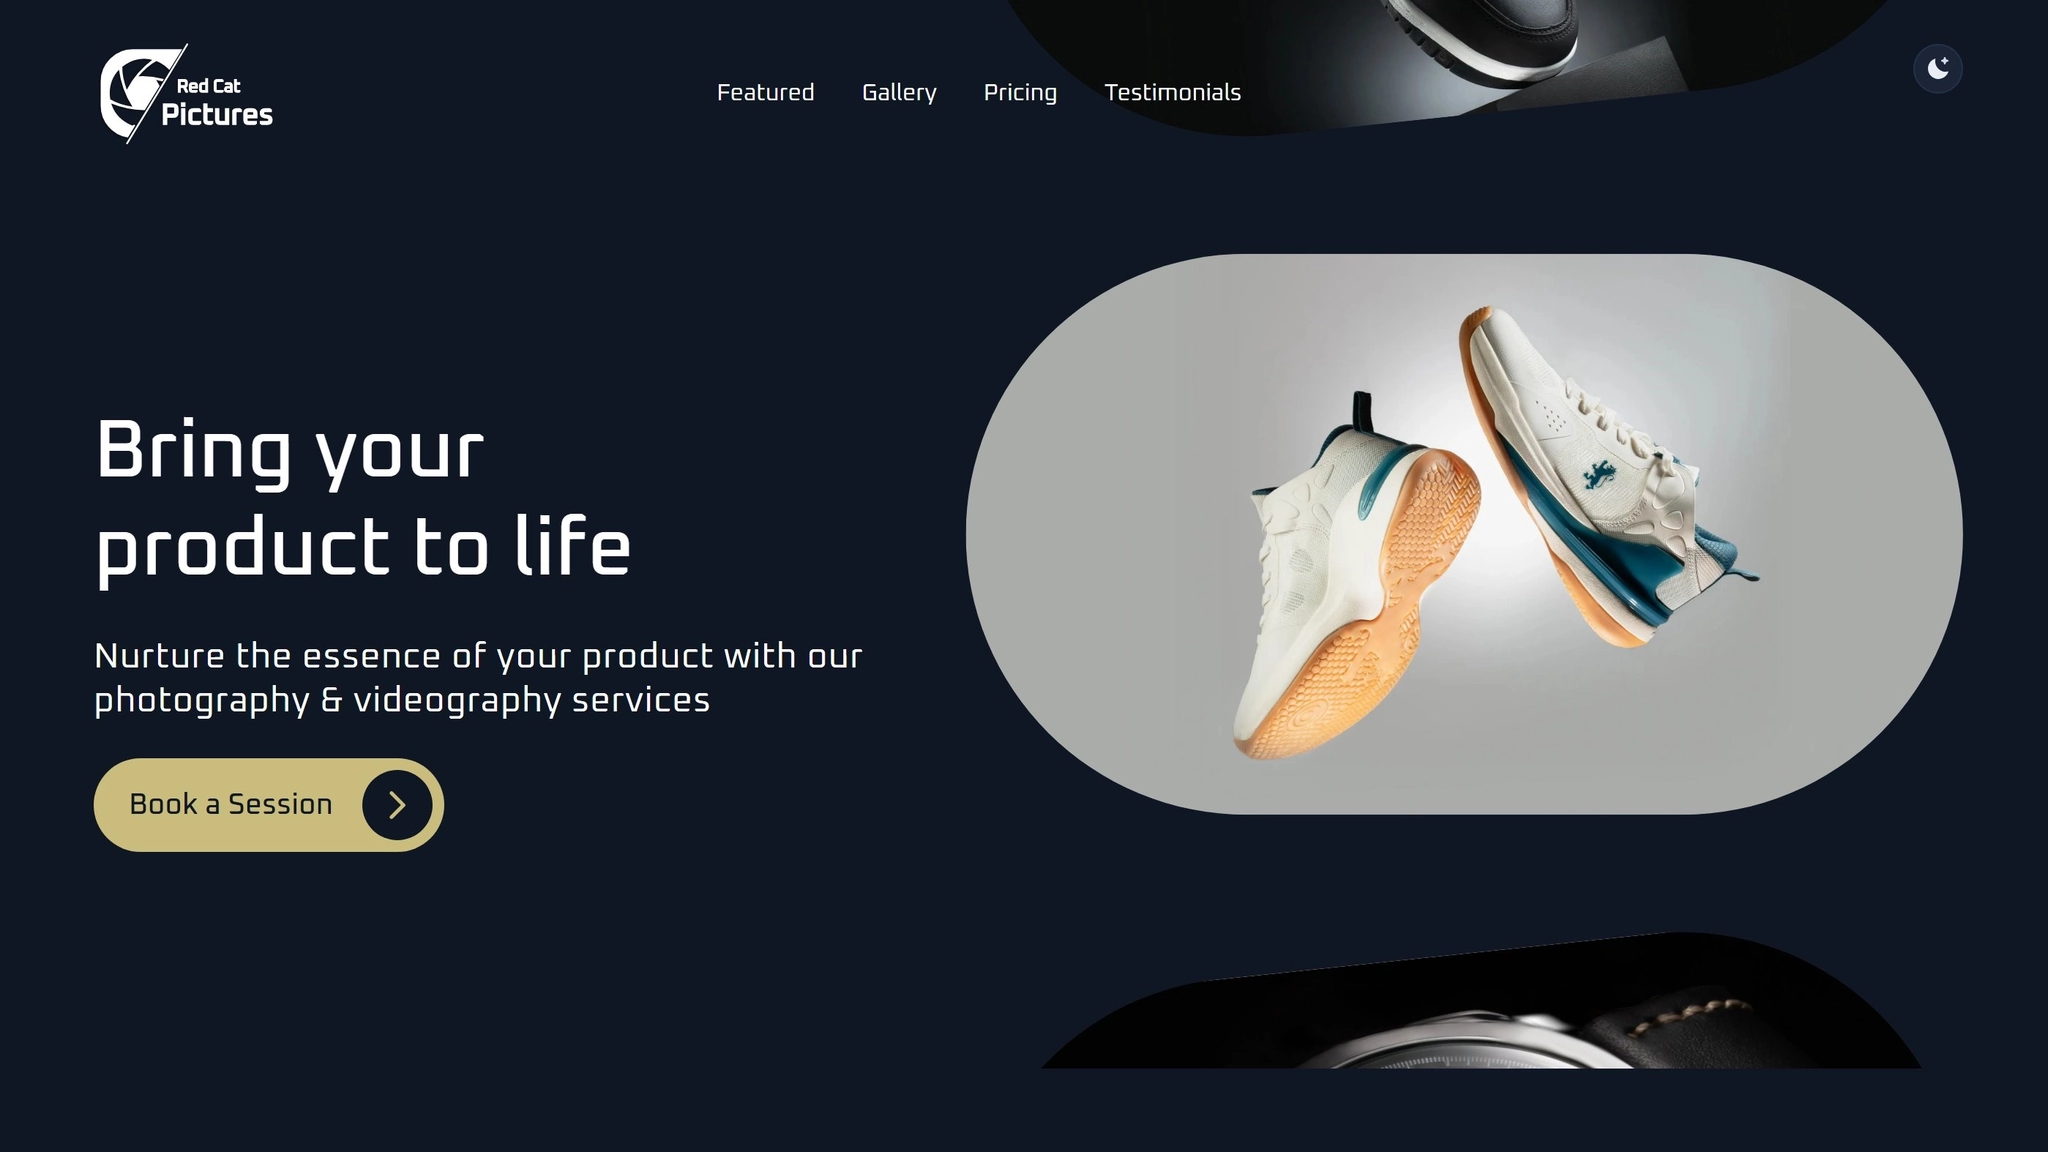 Red Cat
Pictures
Featured
Gallery
Pricing
Testimonials
Bring your
product to life
Nurture the essence of your product with our
photography & videography services
Book a Session